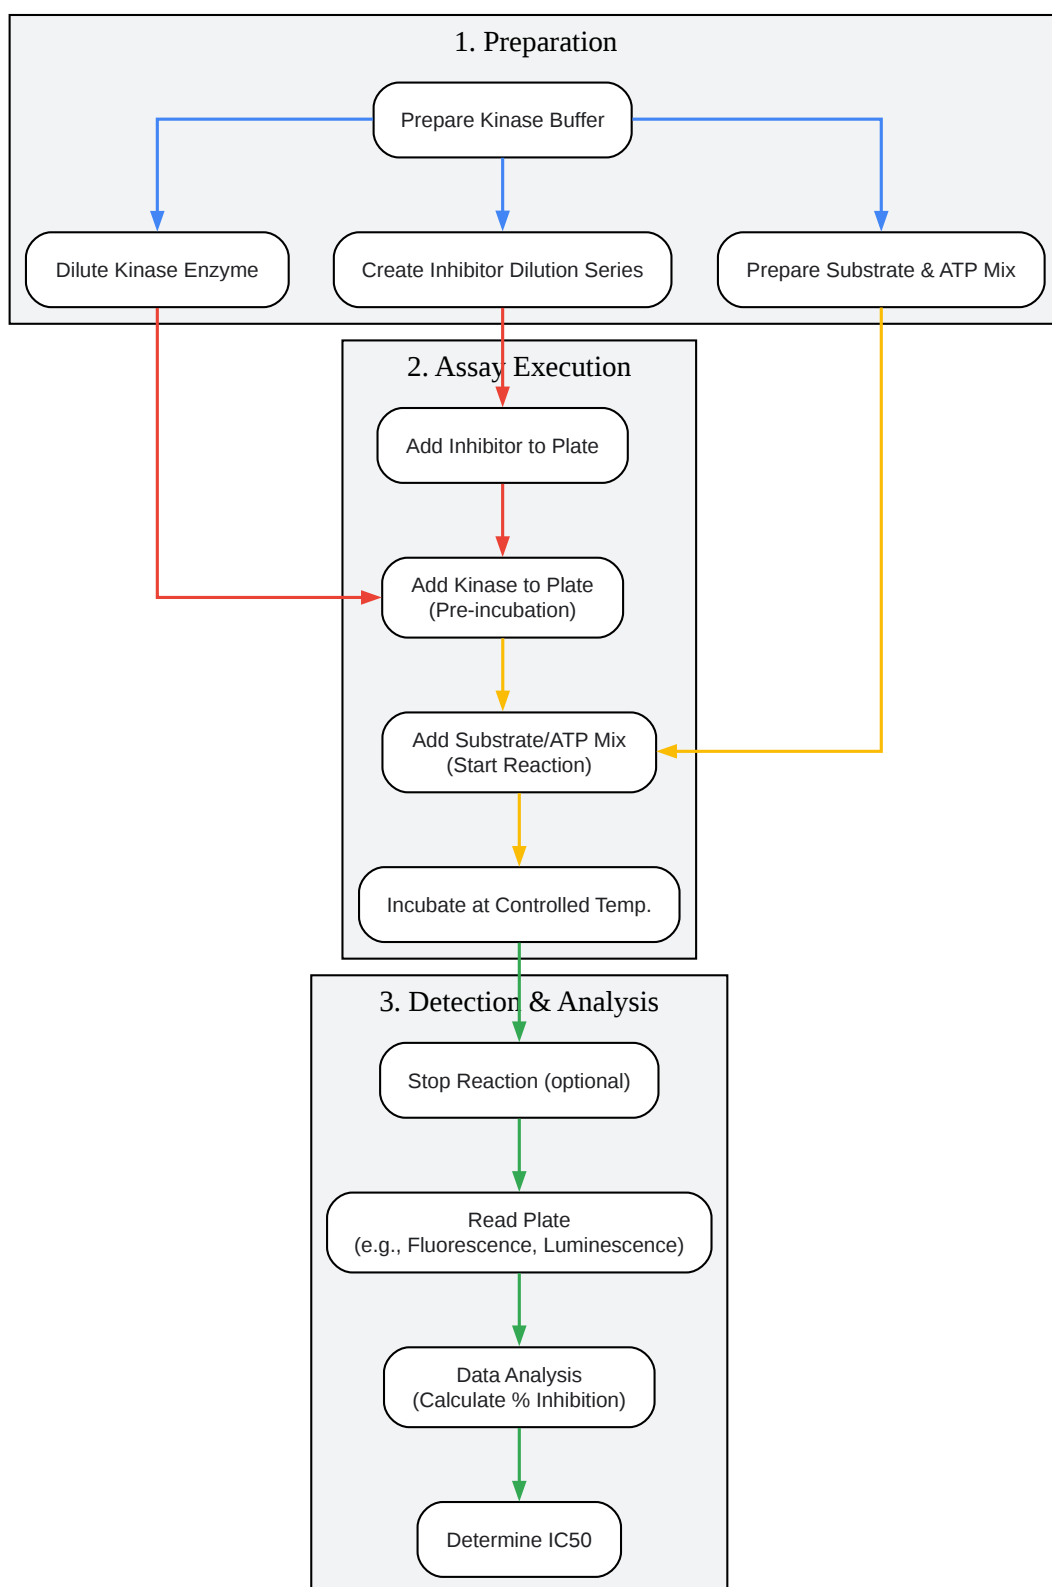 1. Preparation
Prepare Kinase Buffer
Dilute Kinase Enzyme
Create Inhibitor Dilution Series
Prepare Substrate & ATP Mix
2. Assay Execution
Add Inhibitor to Plate
Add Kinase to Plate
(Pre-incubation)
Add Substrate/ATP Mix
(Start Reaction)
Incubate at Controlled Temp.
3. Detection & Analysis
Stop Reaction (optional)
Read Plate
(e.g., Fluorescence, Luminescence)
Data Analysis
(Calculate % Inhibition)
Determine IC50